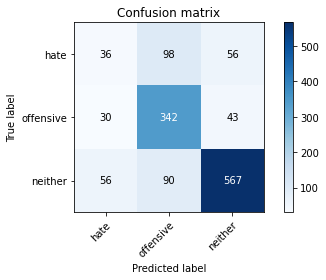 Confusion matrix
True label
hate 36 98 56
offensive 30 342 43
neither 56 90 567
hate offensive neither
Predicted label
500
400
300
200
100